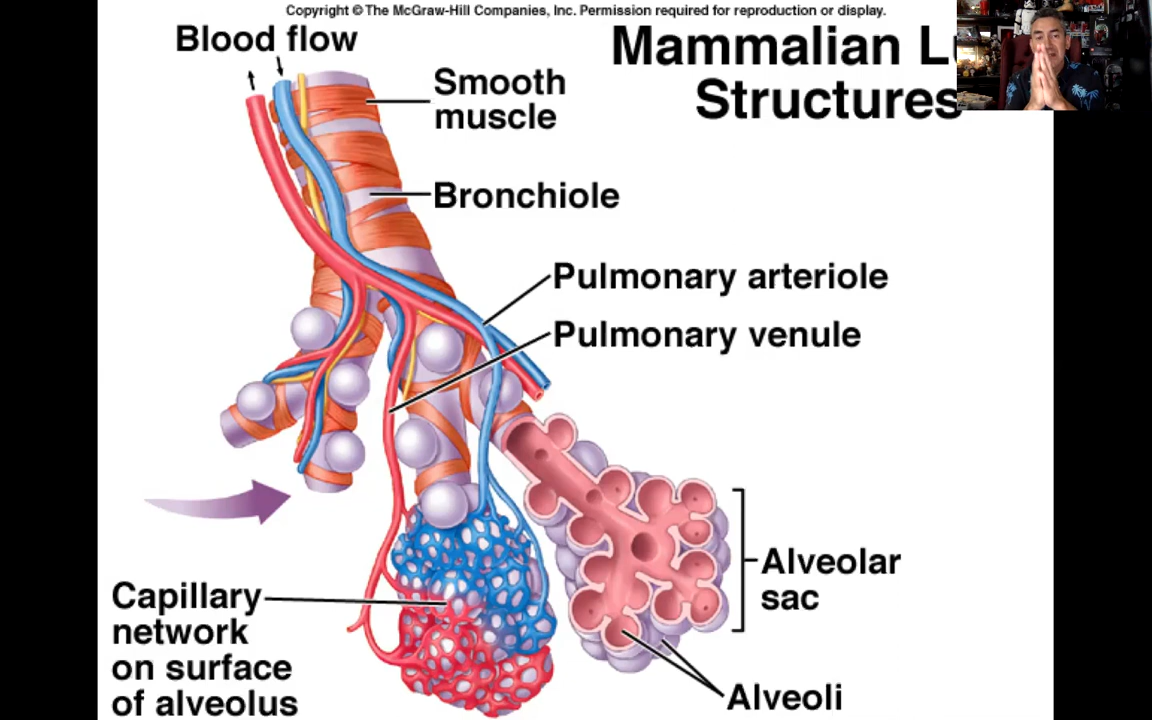 Copyright © The McGraw-Hill Companies, Inc. Permission required for reproduction or display.
Blood flow
Mammalian
Structures
Smooth
muscle
Bronchiole
Pulmonary arteriole
Pulmonary venule
Alveolar
sac
Capillary
network
on surface
of alveolus
Alveoli